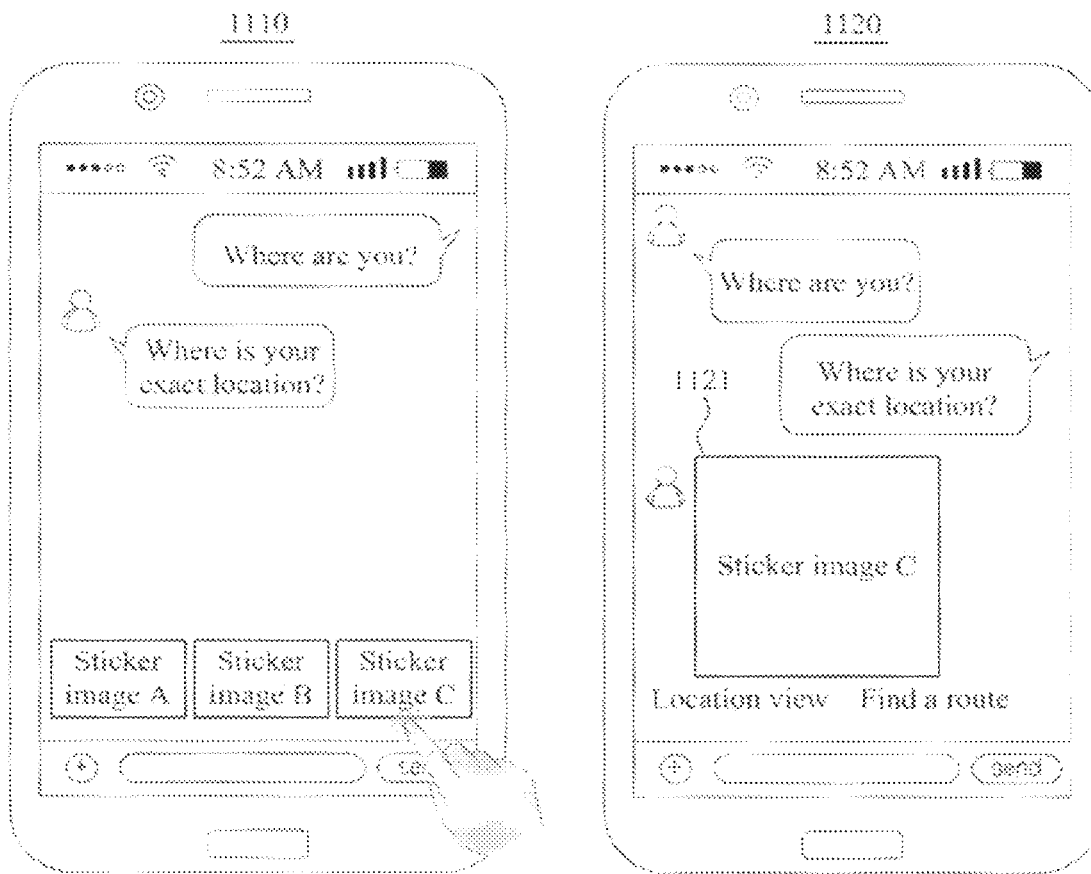 1110
8:52 AM
Where are you?
Where is your
exact location?
Sticker
image A
Sticker
image B
Sticker
image C
1120
8:52 AM
Where are you?
Where is your
exact location?
1121
Sticker image C
Location view
Find a route
send